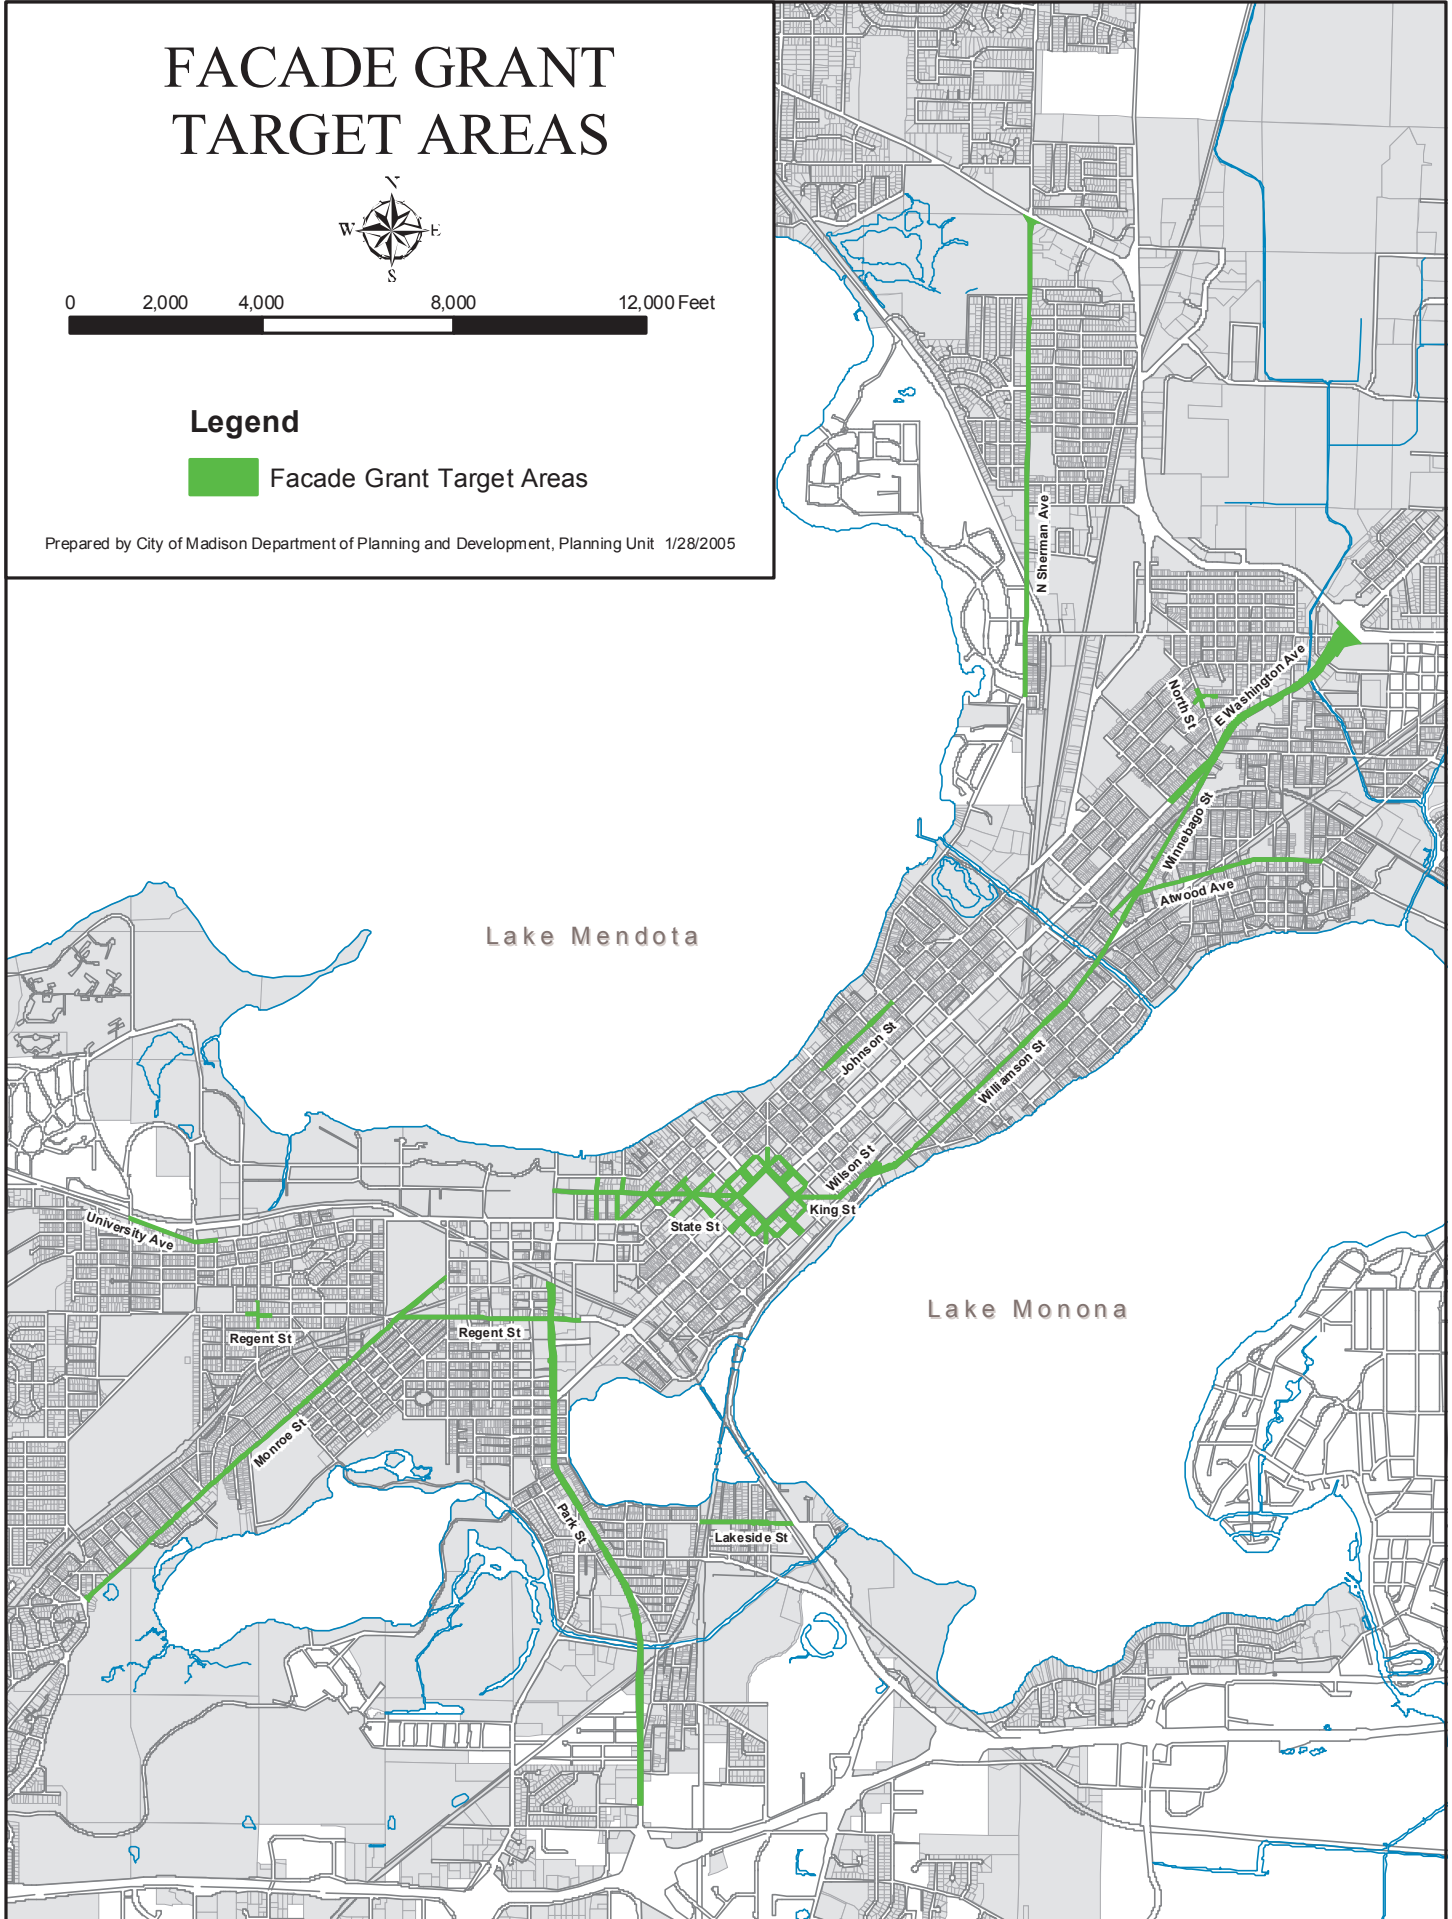 FACADE GRANT
TARGET AREAS
N
W E
S
0 2,000 4,000 8,000 12,000 Feet
Legend
Facade Grant Target Areas
Prepared by City of Madison Department of Planning and Development, Planning Unit 1/28/2005
N Sherman Ave
North St
E Washington Ave
Winnebago St
Atwood Ave
Lake Mendota
Johnson St
Williamson St
Wilson St
King St
State St
University Ave
Regent St
Regent St
Lake Monona
Monroe St
Park St
Lakeside St